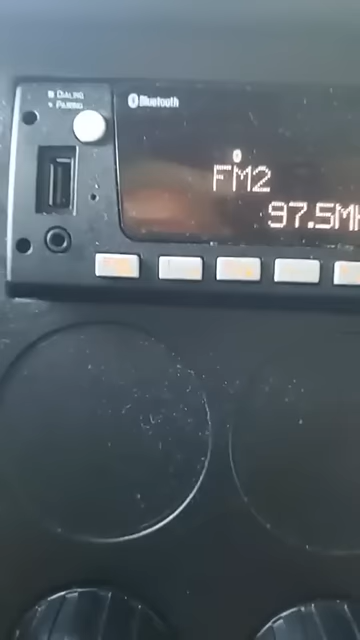 DIALING
PAIRING
Bluetooth
FM2
97.5MH